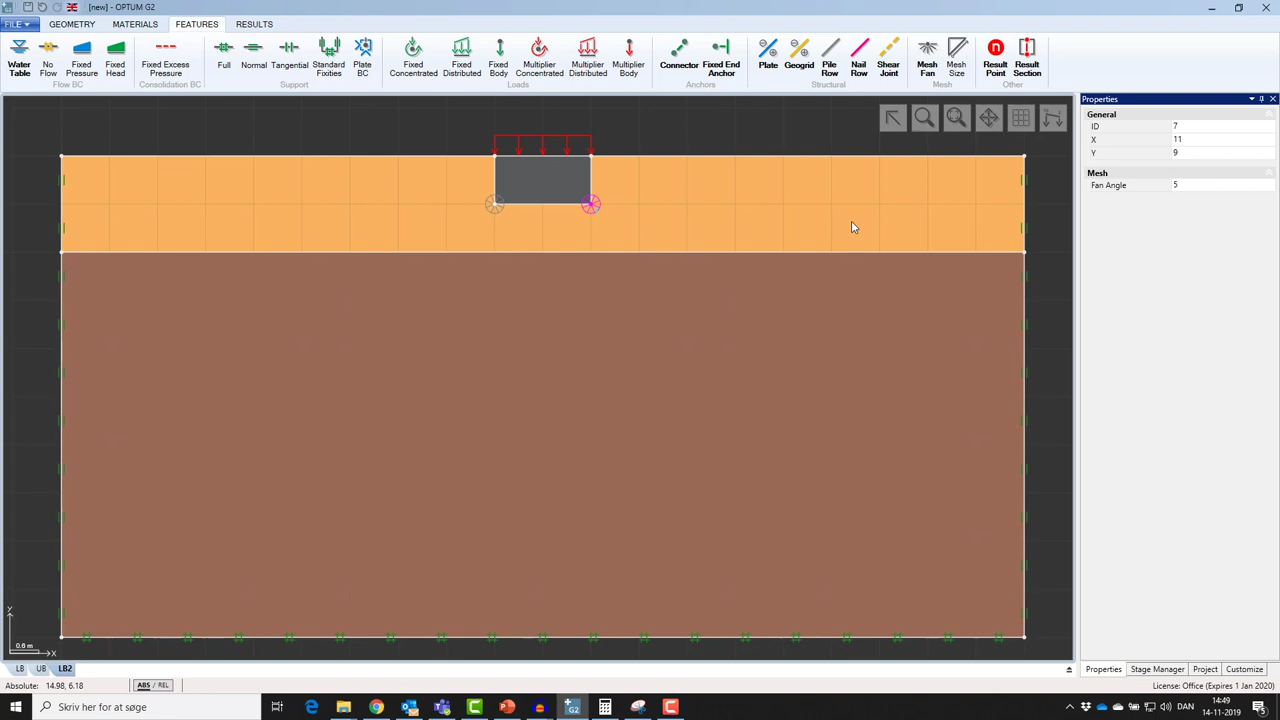 [new] - OPTUM G2
FILE
GEOMETRY
MATERIALS
FEATURES
RESULTS
Water Table
No Flow
Fixed Pressure
Fixed Head
Flow BC
Fixed Excess Pressure
Consolidation BC
Full
Normal
Tangential
Standard Fixities
Plate BC
Support
Fixed Concentrated
Fixed Distributed
Fixed Body
Multiplier Concentrated
Multiplier Distributed
Multiplier Body
Loads
Connector
Fixed End Anchor
Anchors
Plate
Geogrid
Pile Row
Nail Row
Shear Joint
Structural
Mesh Fan
Mesh Size
Mesh
Result Point
Result Section
Other
Properties
General
ID 7
X 11
Y 9
Mesh
Fan Angle 5
Y
0.6 m
X
LB
UB
LB2
Properties
Stage Manager
Project
Customize
Absolute: 14.98, 6.18
ABS / REL
License: Office (Expires 1 Jan 2020)
Skriv her for at søge
DAN
14:49
14-11-2019
3